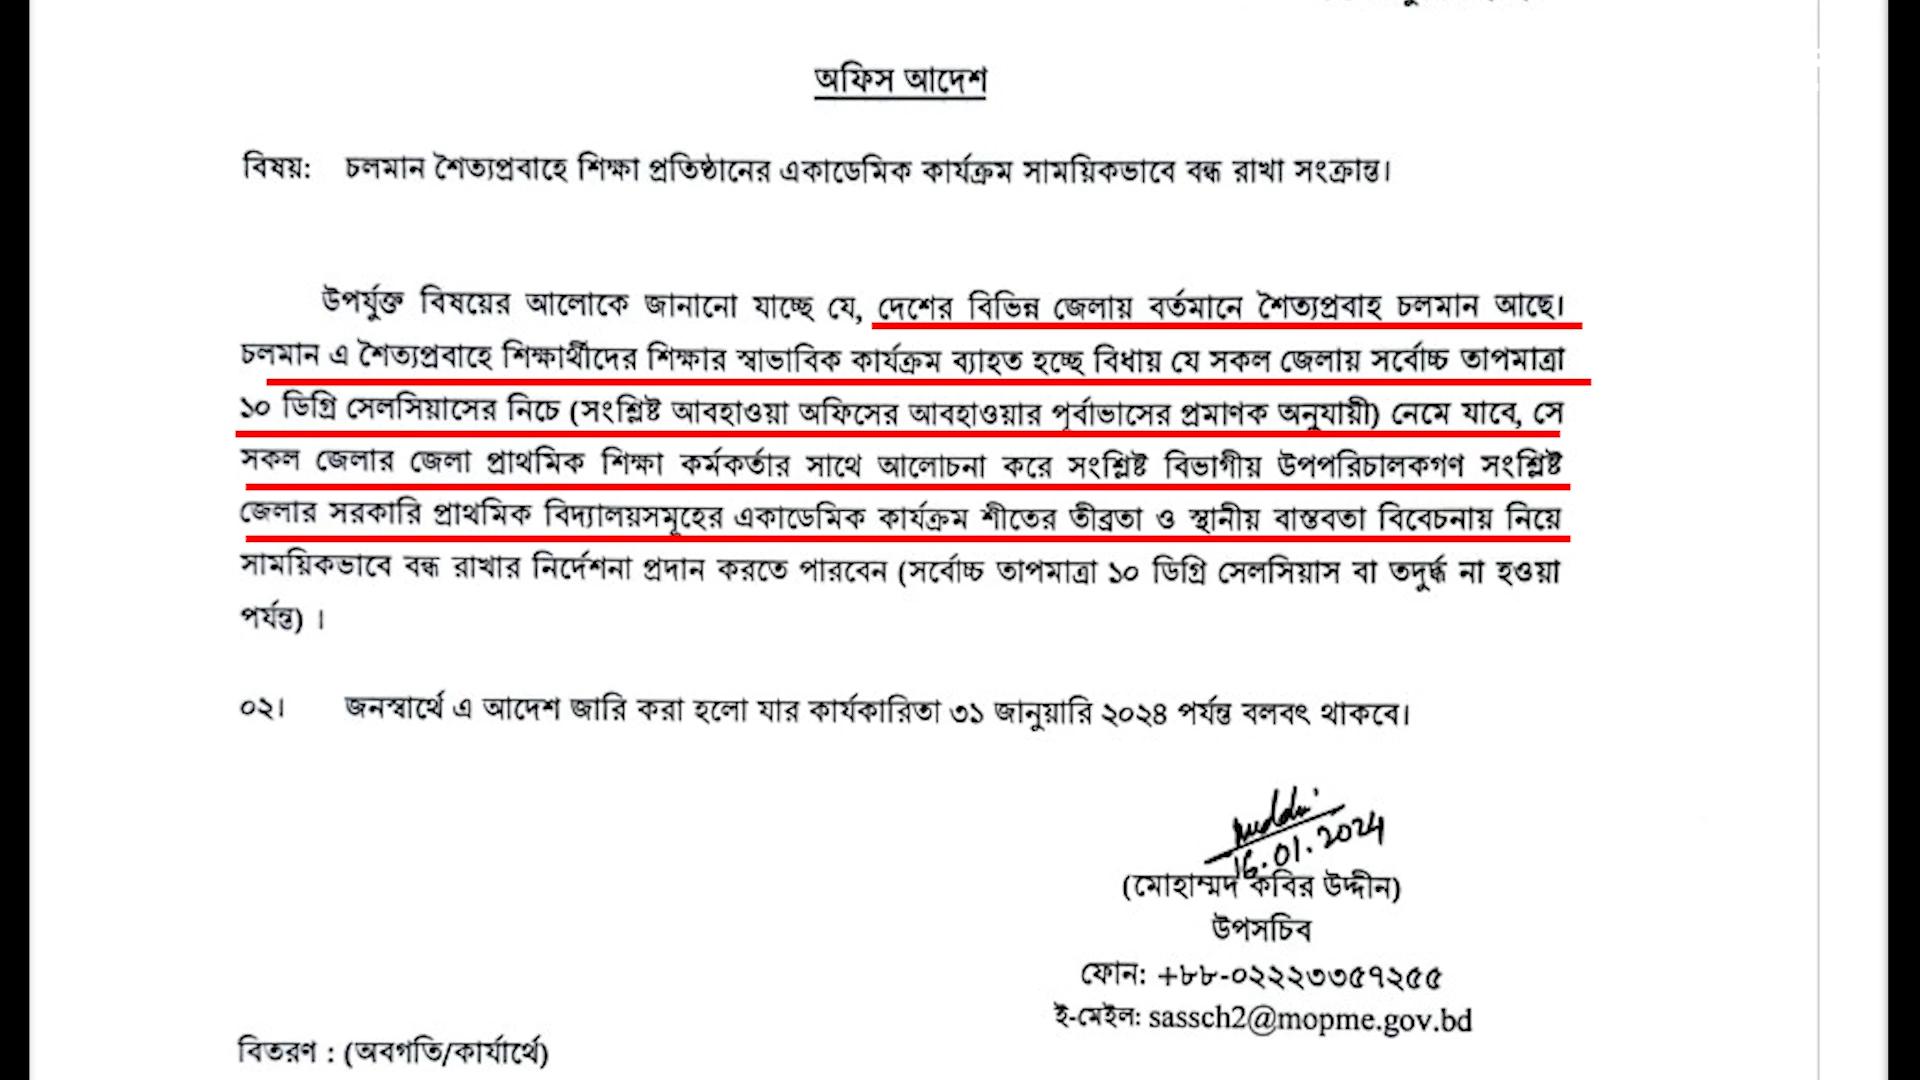 অফিস আদেশ
বিষয়: চলমান শৈত্যপ্রবাহে শিক্ষা প্রতিষ্ঠানের একাডেমিক কার্যক্রম সাময়িকভাবে বন্ধ রাখা সংক্রান্ত।
উপর্যুক্ত বিষয়ের আলোকে জানানো যাচ্ছে যে, দেশের বিভিন্ন জেলায় বর্তমানে শৈত্যপ্রবাহ চলমান আছে।
চলমান এ শৈত্যপ্রবাহে শিক্ষার্থীদের শিক্ষার স্বাভাবিক কার্যক্রম ব্যাহত হচ্ছে বিধায় যে সকল জেলায় সর্বোচ্চ তাপমাত্রা
১০ ডিগ্রি সেলসিয়াসের নিচে (সংশ্লিষ্ট আবহাওয়া অফিসের আবহাওয়ার পূর্বাভাসের প্রমাণক অনুযায়ী) নেমে যাবে, সে
সকল জেলার জেলা প্রাথমিক শিক্ষা কর্মকর্তার সাথে আলোচনা করে সংশ্লিষ্ট বিভাগীয় উপপরিচালকগণ সংশ্লিষ্ট
জেলার সরকারি প্রাথমিক বিদ্যালয়সমূহের একাডেমিক কার্যক্রম শীতের তীব্রতা ও স্থানীয় বাস্তবতা বিবেচনায় নিয়ে
সাময়িকভাবে বন্ধ রাখার নির্দেশনা প্রদান করতে পারবেন (সর্বোচ্চ তাপমাত্রা ১০ ডিগ্রি সেলসিয়াস বা তদুর্দ্ধ না হওয়া
পর্যন্ত) ।
০২। জনস্বার্থে এ আদেশ জারি করা হলো যার কার্যকারিতা ৩১ জানুয়ারি ২০২৪ পর্যন্ত বলবৎ থাকবে।
16.01.2024
(মোহাম্মদ কবির উদ্দীন)
উপসচিব
ফোন: +৮৮-০২২২৩৩৫৭২৫৫
ই-মেইল: sassch2@mopme.gov.bd
বিতরণ : (অবগতি/কার্যার্থে)